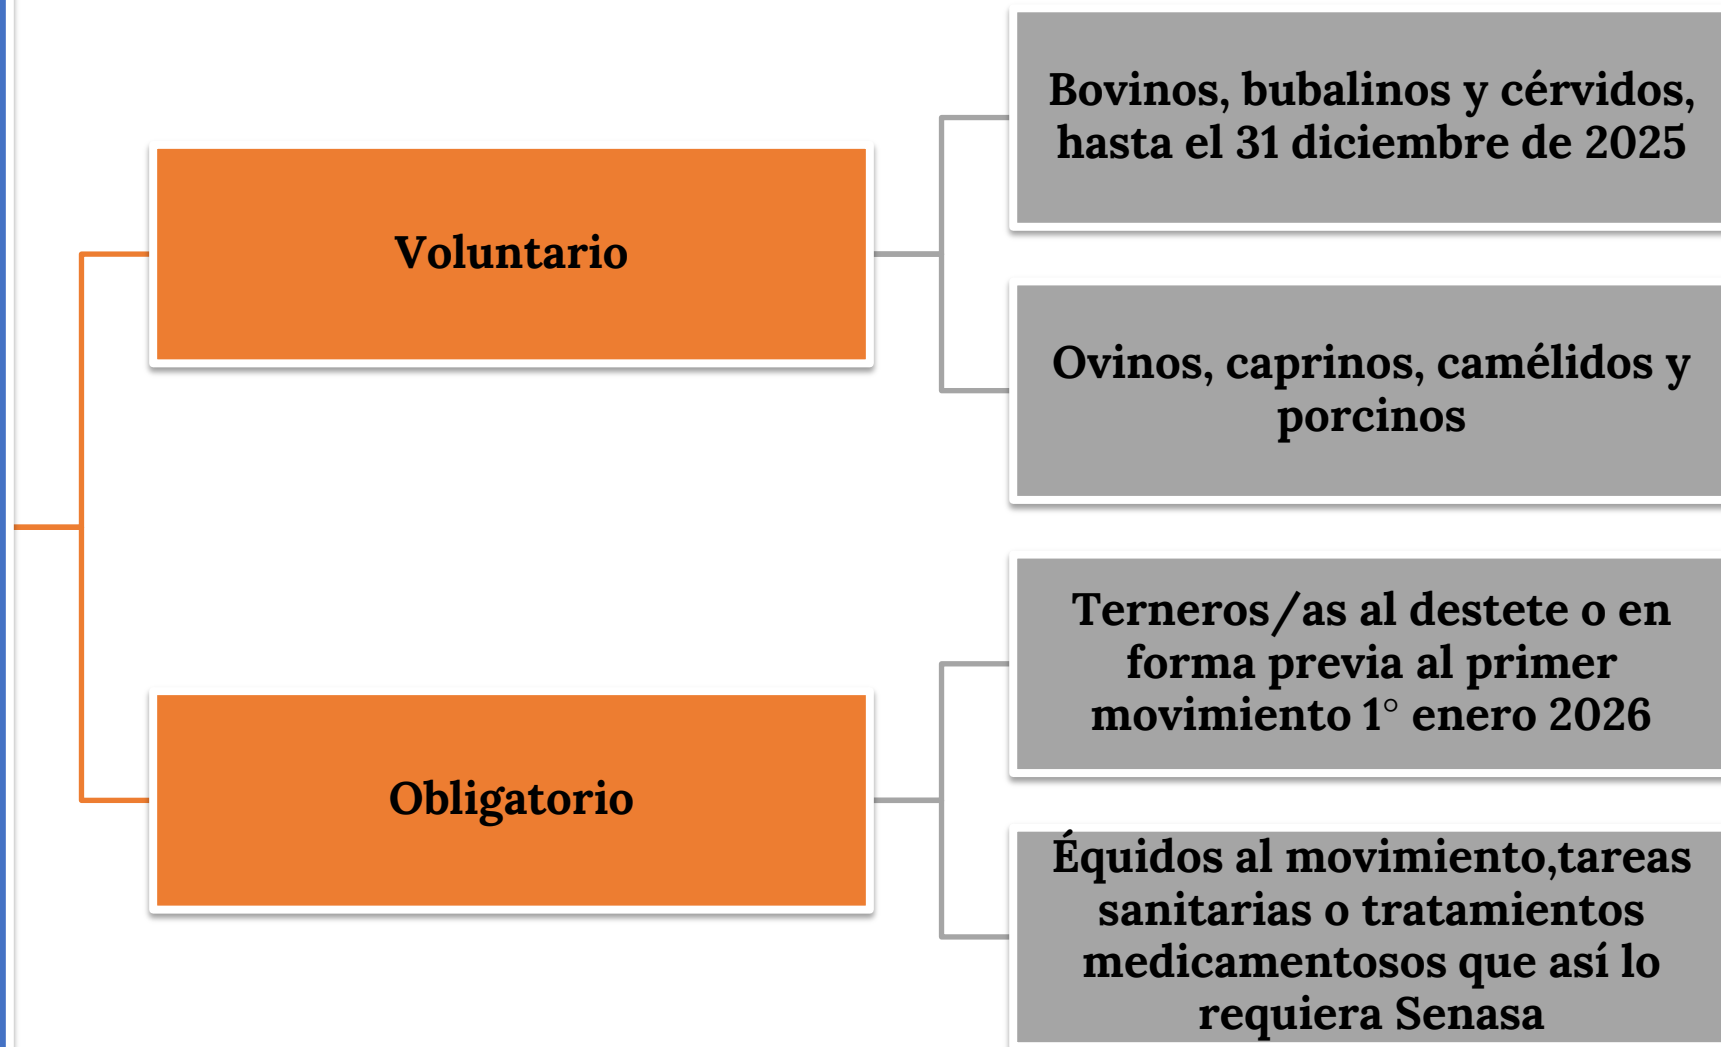 Voluntario
Bovinos, bubalinos y cérvidos,
hasta el 31 diciembre de 2025
Ovinos, caprinos, camélidos y
porcinos
Obligatorio
Terneros/as al destete o en
forma previa al primer
movimiento 1° enero 2026
Équidos al movimiento,tareas
sanitarias o tratamientos
medicamentosos que así lo
requiera Senasa